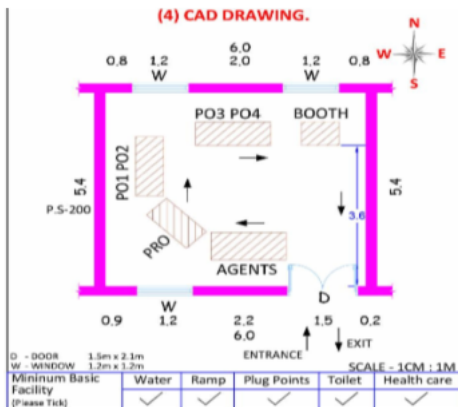 (4) CAD DRAWING.
N
W E
S
6,0
0,8 1,2 2,0 1,2 0,8
W W
PO3 PO4 BOOTH
PO1 PO2
5.4
5.4
P.S-200
3.6
PRO
AGENTS
W
D
0,9 1,2 2,2 1,5 0,2
6,0
ENTRANCE EXIT
D - DOOR 1.5m x 2.1m
W - WINDOW 1.2m x 1.2m
SCALE - 1CM : 1M
Mininum Basic Facility (Please Tick) Water Ramp Plug Points Toilet Health care